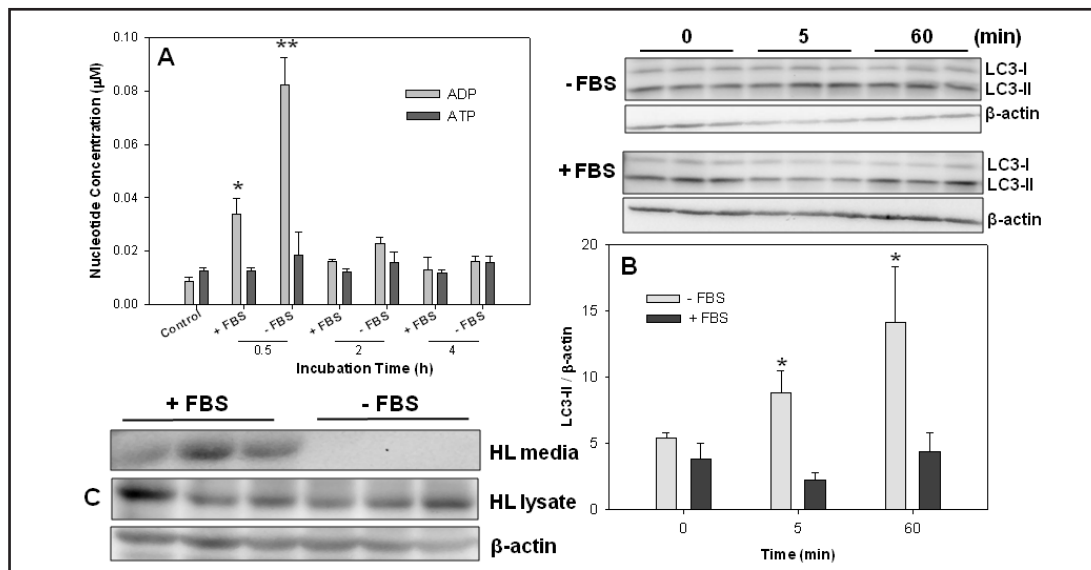 A
Nucleotide Concentration (µM)
0.10
0.08
0.06
0.04
0.02
0.00
**
*
ADP
ATP
Control
+ FBS
- FBS
+ FBS
- FBS
+ FBS
- FBS
0.5
2
4
Incubation Time (h)
0 5 60 (min)
- FBS
LC3-I
LC3-II
β-actin
+ FBS
LC3-I
LC3-II
β-actin
B
LC3-II / β-actin
20
15
10
5
0
- FBS
+ FBS
*
*
0 5 60
Time (min)
+ FBS - FBS
HL media
C
HL lysate
β-actin